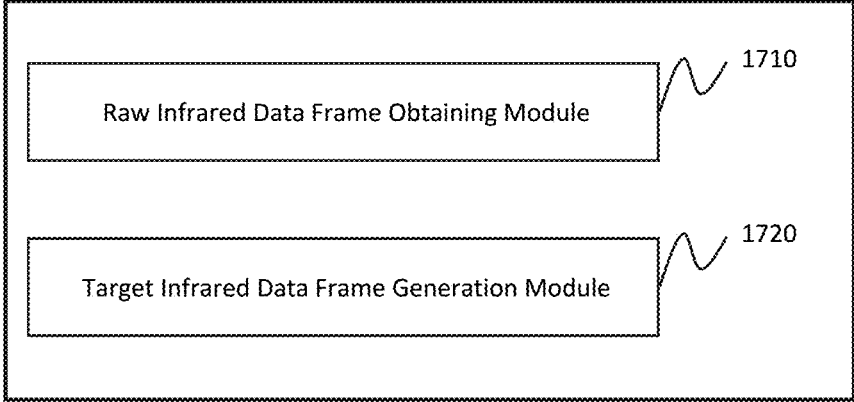 1710
Raw Infrared Data Frame Obtaining Module
1720
Target Infrared Data Frame Generation Module